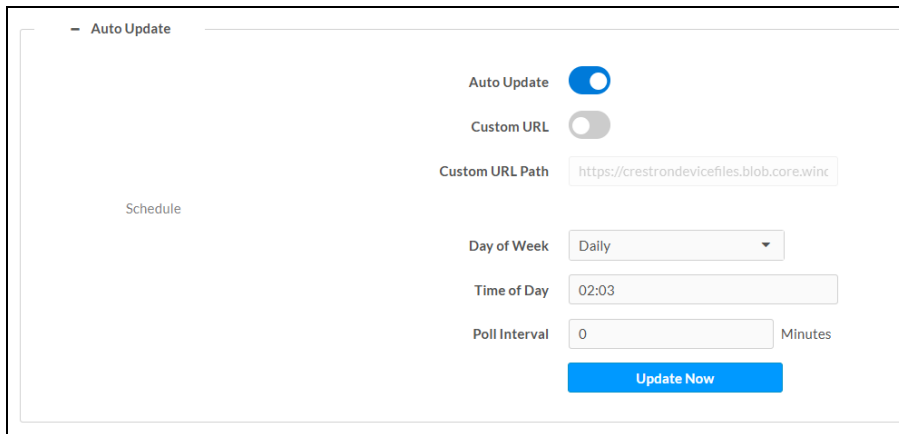 Auto Update
Auto Update
Custom URL
Custom URL Path https://crestrondevicefiles.blob.core.winc
Schedule
Day of Week Daily
Time of Day 02:03
Poll Interval 0 Minutes
Update Now